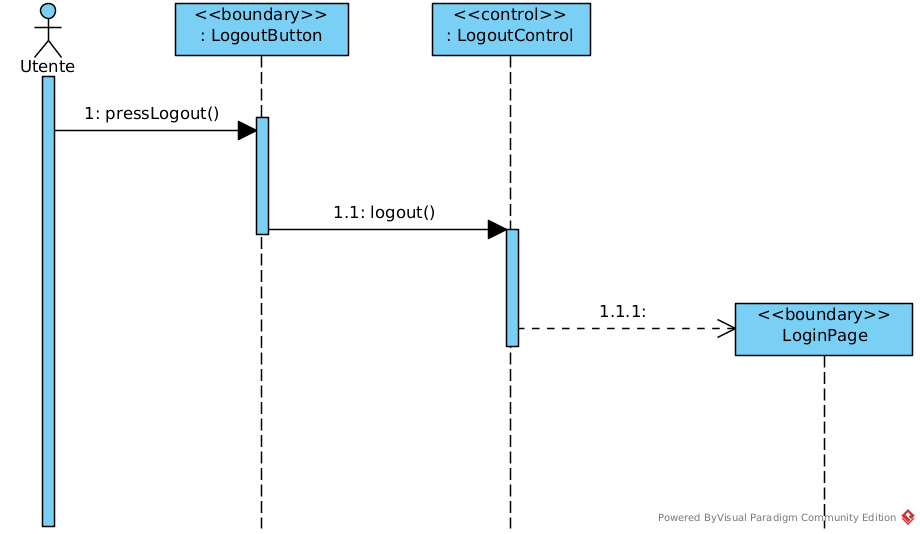 <<boundary>>
: LogoutButton
<<control>>
: LogoutControl
Utente
1: pressLogout()
1.1: logout()
1.1.1:
<<boundary>>
LoginPage
Powered ByVisual Paradigm Community Edition